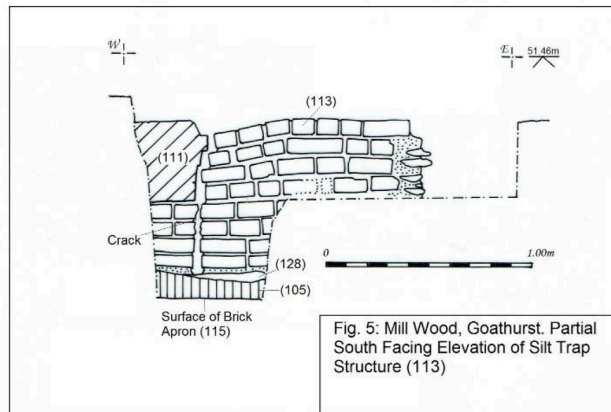 W
E
51.46m
(113)
(111)
Crack
0
1.00m
(128)
(105)
Surface of Brick
Apron (115)
Fig. 5: Mill Wood, Goathurst. Partial
South Facing Elevation of Silt Trap
Structure (113)